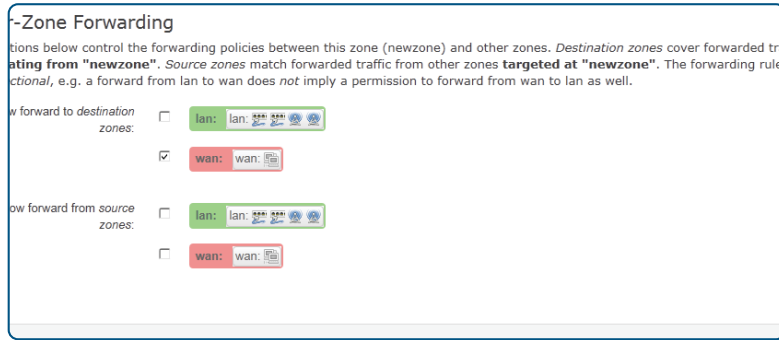 r-Zone Forwarding
tions below control the forwarding policies between this zone (newzone) and other zones. Destination zones cover forwarded tr
ating from "newzone". Source zones match forwarded traffic from other zones targeted at "newzone". The forwarding rule
ctional, e.g. a forward from lan to wan does not imply a permission to forward from wan to lan as well.
w forward to destination
zones:
lan: lan:
wan: wan:
ow forward from source
zones:
lan: lan:
wan: wan: